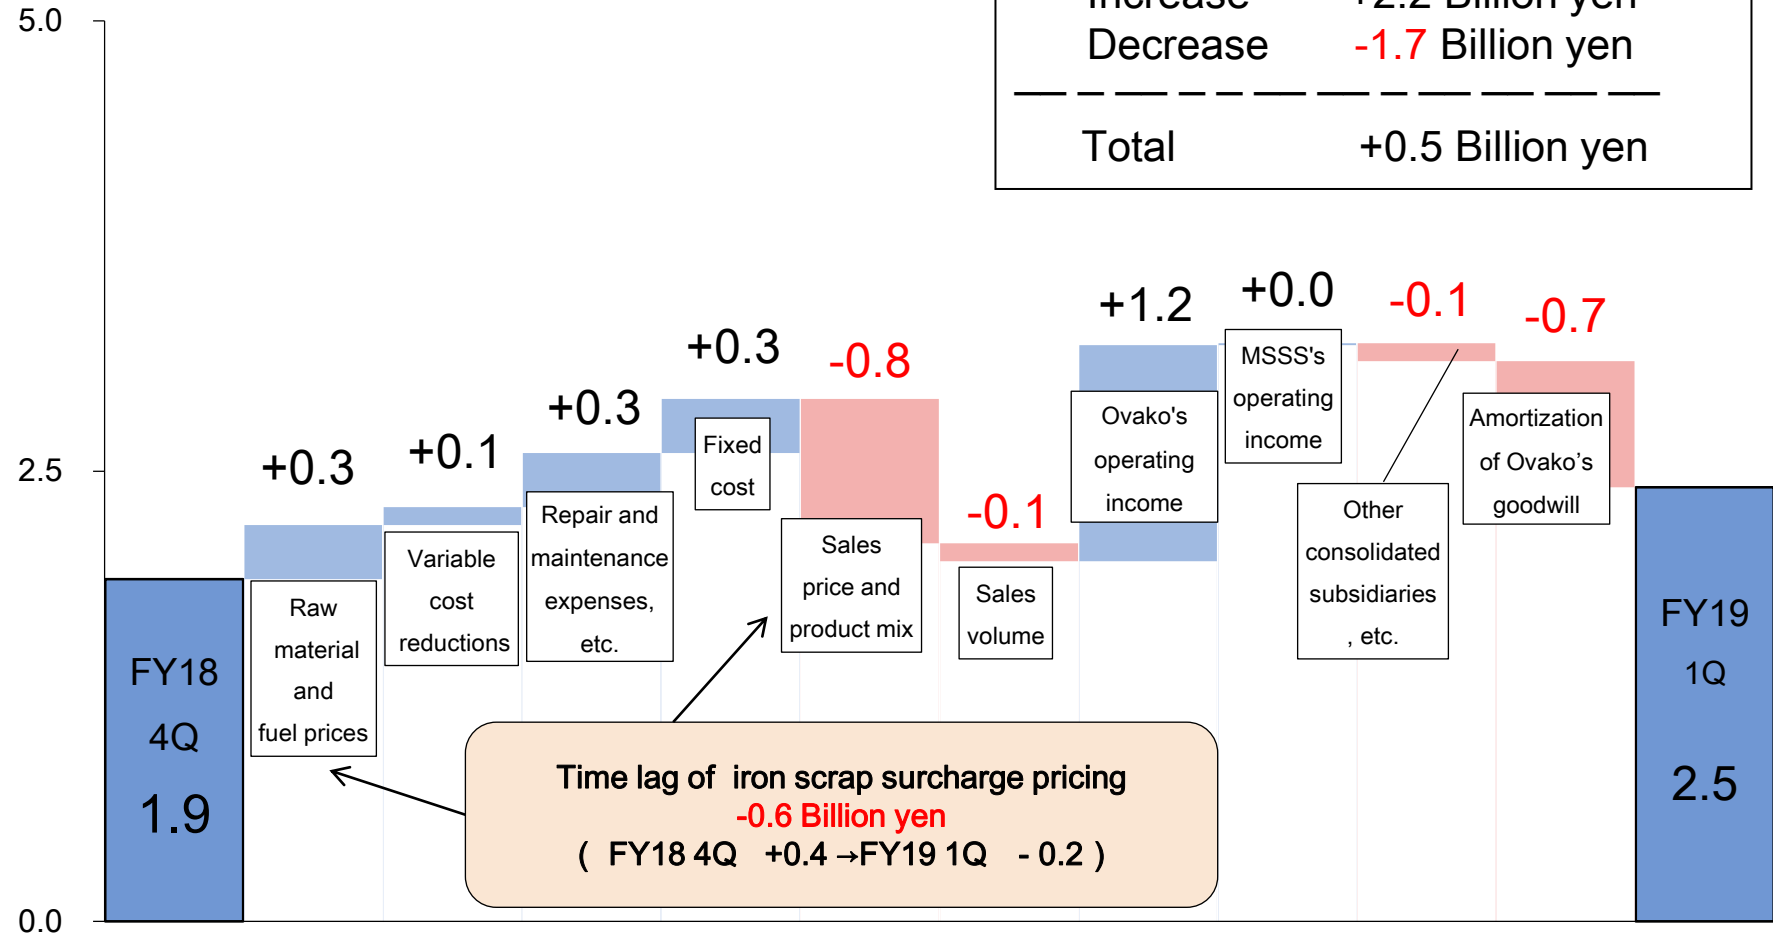 5.0
Increase +2.2 Billion yen
Decrease -1.7 Billion yen
Total +0.5 Billion yen
2.5
0.0
+0.3
+0.1
+0.3
+0.3
-0.8
-0.1
+1.2
+0.0
-0.1
-0.7
FY18
4Q
1.9
Raw
material
and
fuel prices
Variable
cost
reductions
Repair and
maintenance
expenses,
etc.
Fixed
cost
Sales
price and
product mix
Sales
volume
Ovako's
operating
income
MSSS's
operating
income
Other
consolidated
subsidiaries
, etc.
Amortization
of Ovako’s
goodwill
FY19
1Q
2.5
Time lag of iron scrap surcharge pricing
-0.6 Billion yen
( FY18 4Q +0.4 →FY19 1Q - 0.2 )